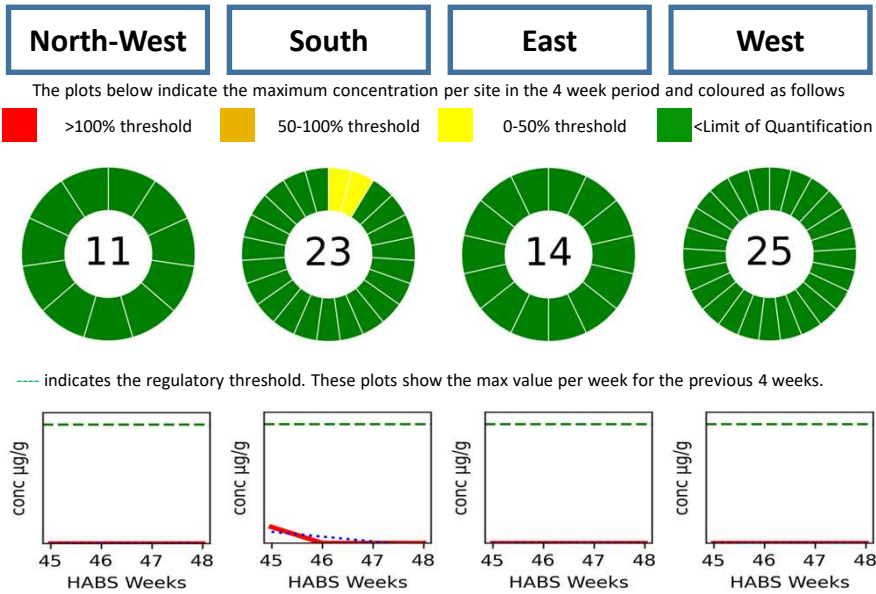 North-West South East West
The plots below indicate the maximum concentration per site in the 4 week period and coloured as follows
>100% threshold 50-100% threshold 0-50% threshold <Limit of Quantification
11 23 14 25
---- indicates the regulatory threshold. These plots show the max value per week for the previous 4 weeks.
conc µg/g conc µg/g conc µg/g conc µg/g
45 46 47 48 45 46 47 48 45 46 47 48 45 46 47 48
HABS Weeks HABS Weeks HABS Weeks HABS Weeks